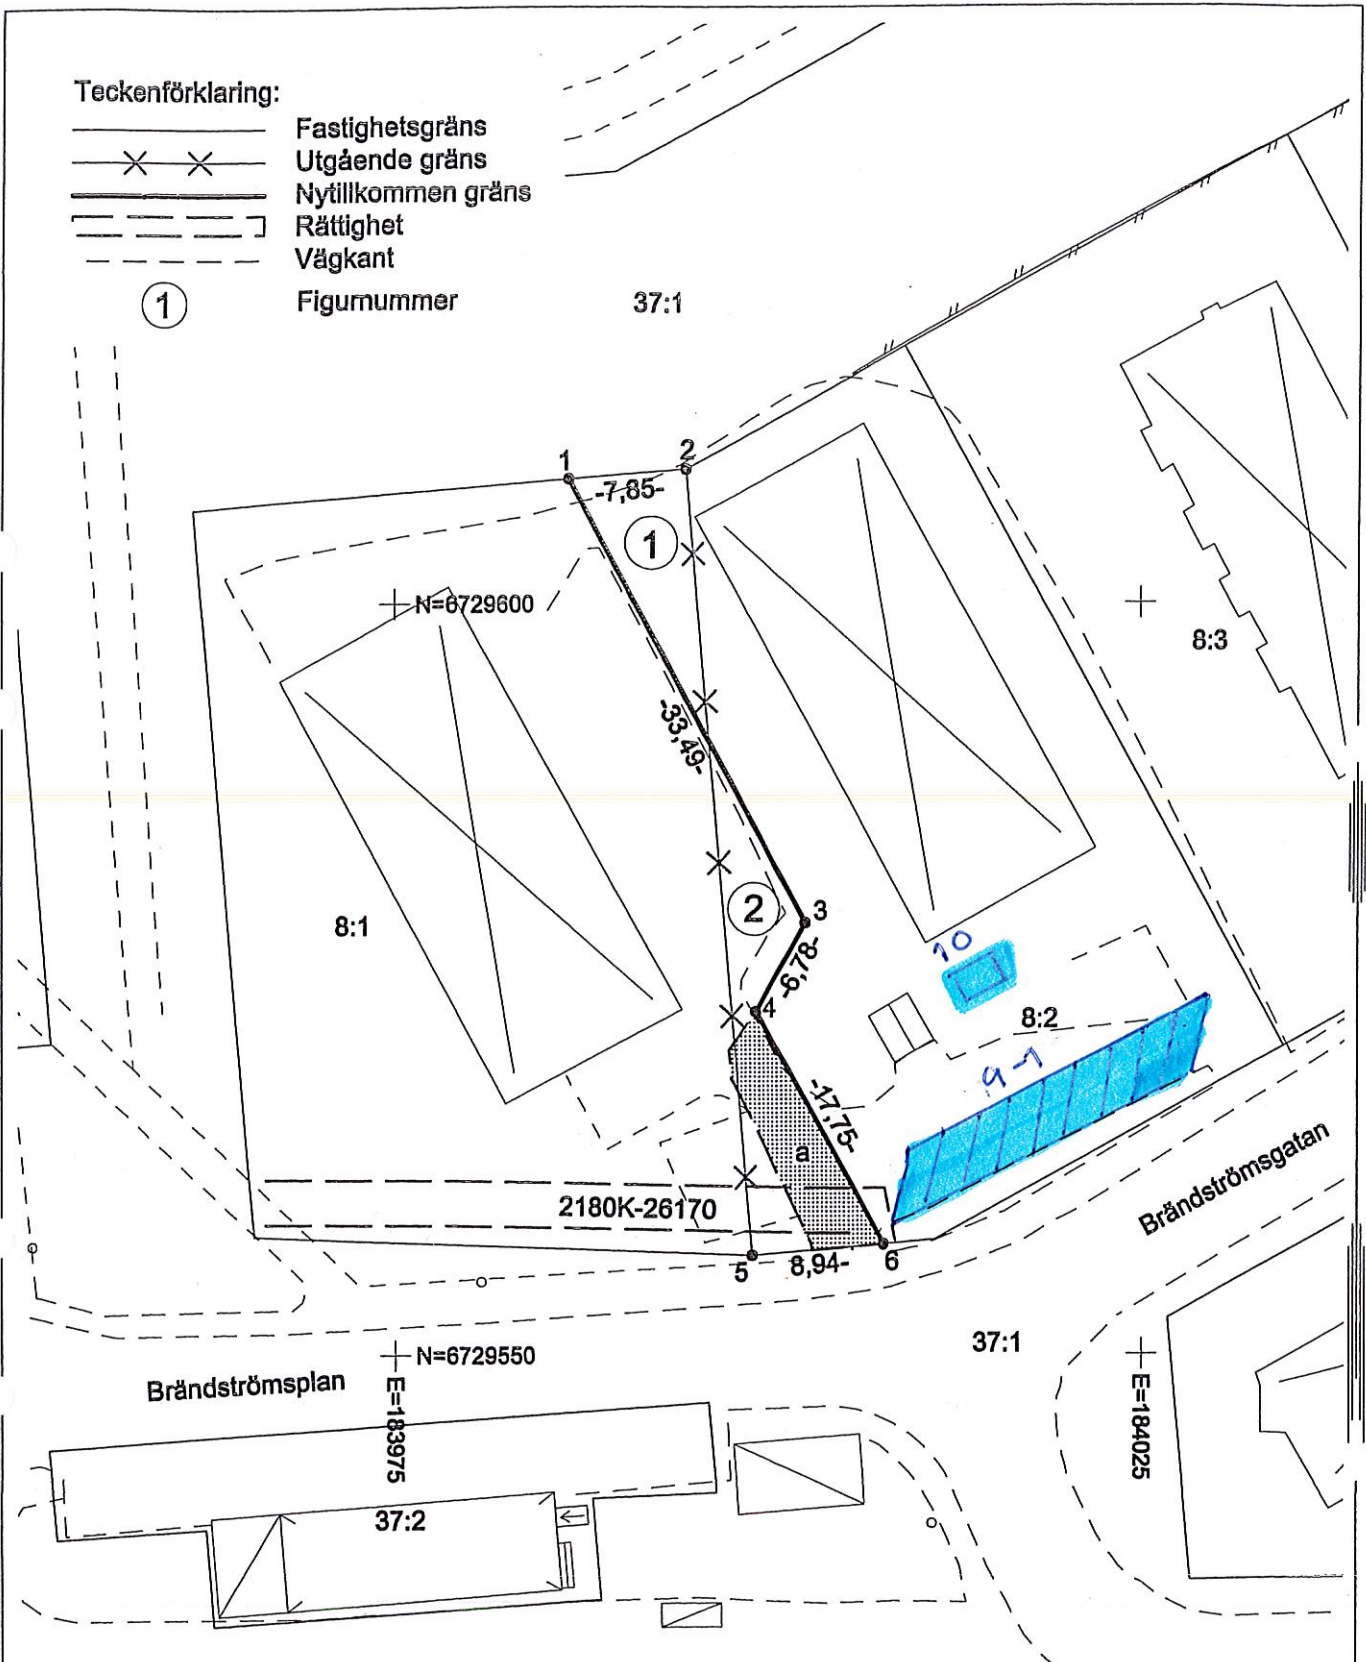 Teckenförklaring:
Fastighetsgräns
Utgående gräns
Nytillkommen gräns
Rättighet
Vägkant
1 Figurnummer
37:1
1
2
-7,85-
1
N=6729600
8:3
-33,49-
2
3
8:1
10
-6,78-
4
8:2
9-1
-17,75-
a
Brändströmsgatan
2180K-26170
5
8,94-
6
37:1
N=6729550
Brändströmsplan
E=183975
E=184025
37:2